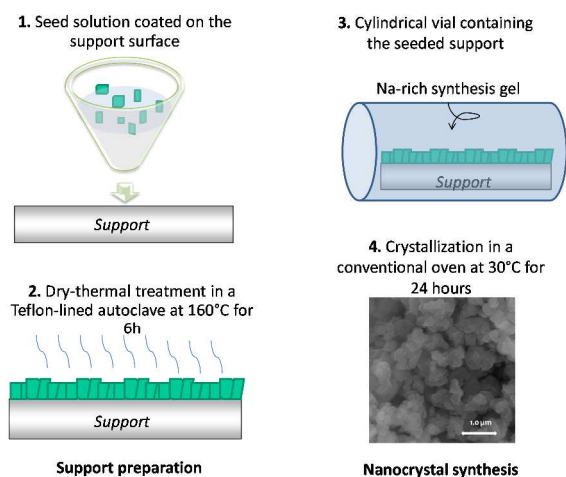 1. Seed solution coated on the
support surface
Support
2. Dry-thermal treatment in a
Teflon-lined autoclave at 160°C for
6h
Support
Support preparation
3. Cylindrical vial containing
the seeded support
Na-rich synthesis gel
Support
4. Crystallization in a
conventional oven at 30°C for
24 hours
1.0 µm
Nanocrystal synthesis